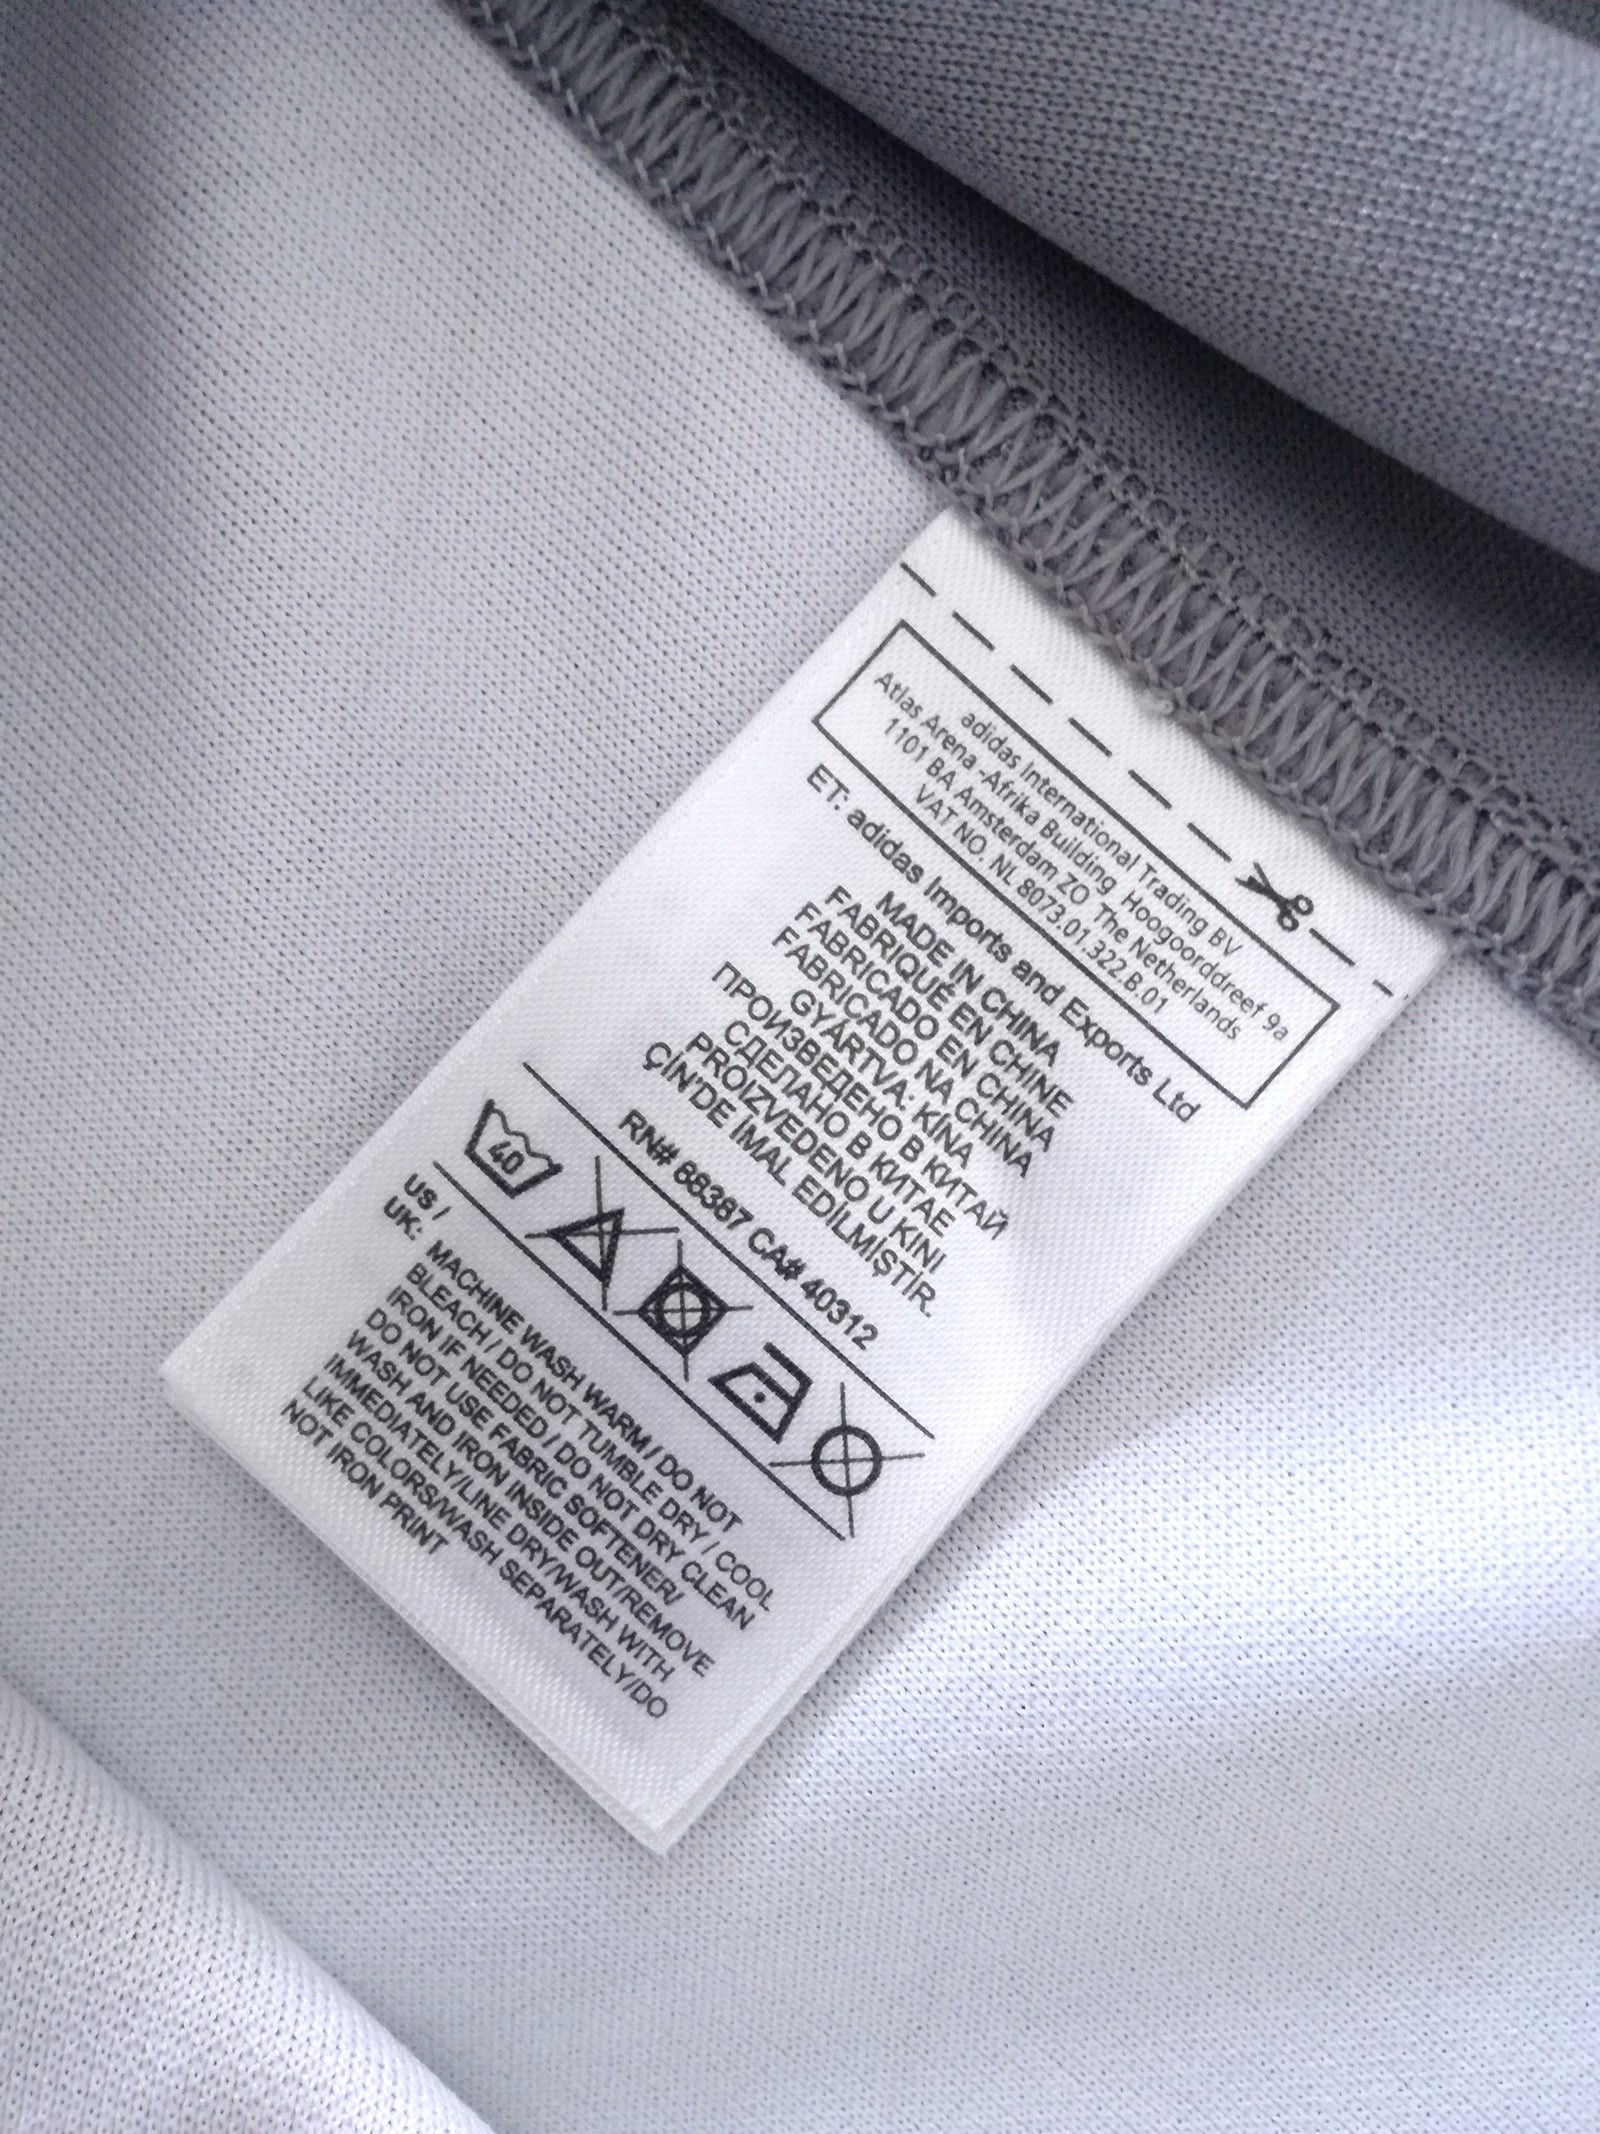 adidas International Trading BV
Atlas Arena -Afrika Building Hoogoorddreef 9a
1101 BA Amsterdam ZO The Netherlands
VAT NO. NL 8073.01.322.B.01
ET: adidas Imports and Exports Ltd
MADE IN CHINA
FABRIQUÉ EN CHINE
FABRICADO EN CHINA
FABRICADO NA CHINA
GYÁRTVA: KÍNA
ПРОИЗВЕДЕНО В КИТАЙ
СДЕЛАНО В КИТАЕ
PROIZVEDENO U KINI
ÇİN'DE İMAL EDİLMİŞTİR.
RN# 88387 CA# 40312
40
US /
UK: MACHINE WASH WARM / DO NOT
BLEACH / DO NOT TUMBLE DRY / COOL
IRON IF NEEDED / DO NOT DRY CLEAN
DO NOT USE FABRIC SOFTENER/
WASH AND IRON INSIDE OUT/REMOVE
IMMEDIATELY/LINE DRY/WASH WITH
LIKE COLORS/WASH SEPARATELY/DO
NOT IRON PRINT